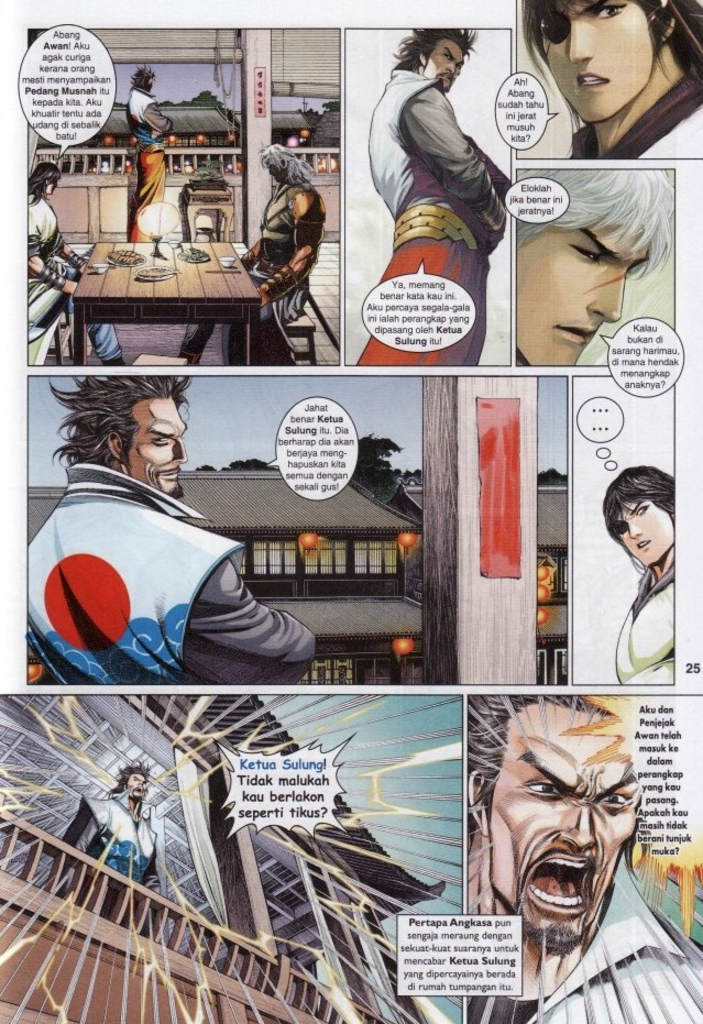 Abang
Awan! Aku
curiga
kerana orang
mesti menyampaikan
Pedang Musnah itu
kepada kita. Aku
khuatir tentu ada
udang di sebalik
batu!
Ah!
Abang
sudah tahu
ini jerat
musuh
kita?
Ya, memang
benar kata kau ini.
Aku percaya segala-gala
ini ialah perangkap yang
dipasang oleh Ketua
Sulung itu!
Eloklah
jika benar ini
jeratnya!
Kalau
bukan di
sarang harimau,
di mana hendak
menangkap
anaknya?
Jahat
benar Ketua
Sulung itu. Dia
berharap dia akan
berjaya meng-
hapuskan kita
semua dengan
sekali gus!
...
...
25
Ketua Sulung!
Tidak malukah
kau berlakon
seperti tikus?
Aku dan
Penjejak
Awan telah
masuk ke
dalam
perangkap
yang kau
pasang.
Apakah kau
masih tidak
berani tunjuk
muka?
Pertapa Angkasa pun
sengaja meraung dengan
sekuat-kuat suaranya untuk
mencabar Ketua Sulung
yang dipercayainya berada
di rumah tumpangan itu.